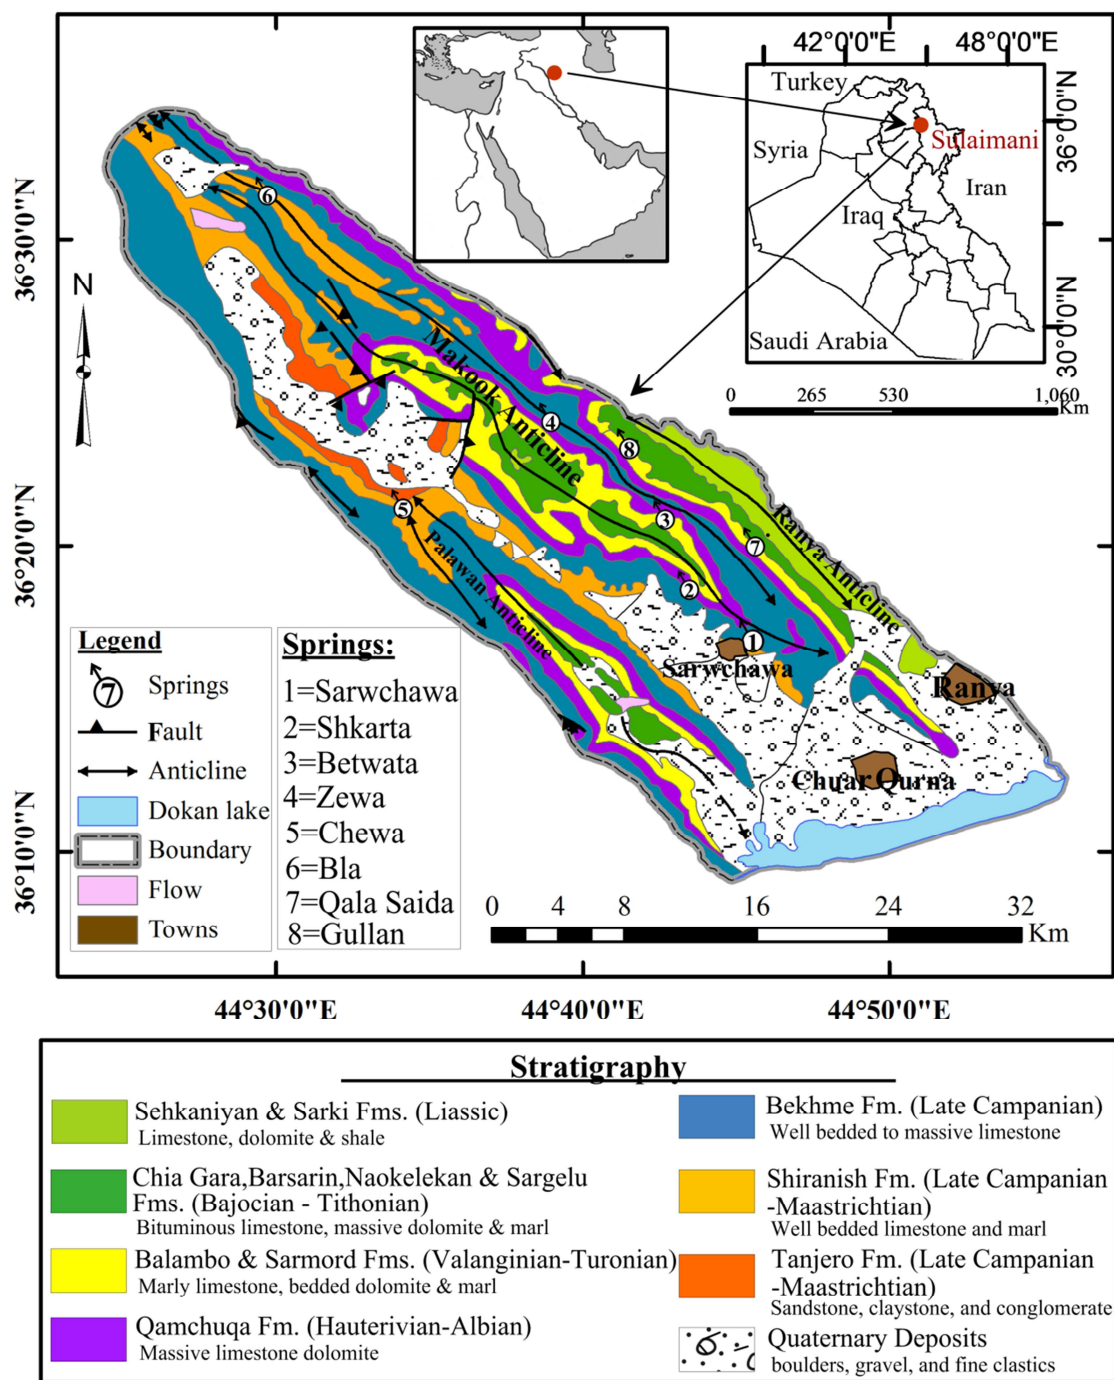 42°0'0"E
48°0'0"E
Turkey
Syria
Sulaimani
Iran
Iraq
Saudi Arabia
36°0'0"N
30°0'0"N
0 265 530 1,060
Km
36°30'0"N
36°20'0"N
36°10'0"N
N
6
Makook Anticline
4
8
3
7
Ranya Anticline
5
2
Palawan Anticline
1
Sarwchawa
Ranya
Chuar Qurna
Legend
7
Springs
Fault
Anticline
Dokan lake
Boundary
Flow
Towns
Springs:
1=Sarwchawa
2=Shkarta
3=Betwata
4=Zewa
5=Chewa
6=Bla
7=Qala Saida
8=Gullan
0 4 8 16 24 32
Km
44°30'0"E
44°40'0"E
44°50'0"E
Stratigraphy
Sehkaniyan & Sarki Fms. (Liassic)
Limestone, dolomite & shale
Chia Gara,Barsarin,Naokelekan & Sargelu
Fms. (Bajocian - Tithonian)
Bituminous limestone, massive dolomite & marl
Balambo & Sarmord Fms. (Valanginian-Turonian)
Marly limestone, bedded dolomite & marl
Qamchuqa Fm. (Hauterivian-Albian)
Massive limestone dolomite
Bekhme Fm. (Late Campanian)
Well bedded to massive limestone
Shiranish Fm. (Late Campanian
-Maastrichtian)
Well bedded limestone and marl
Tanjero Fm. (Late Campanian
-Maastrichtian)
Sandstone, claystone, and conglomerate
Quaternary Deposits
boulders, gravel, and fine clastics